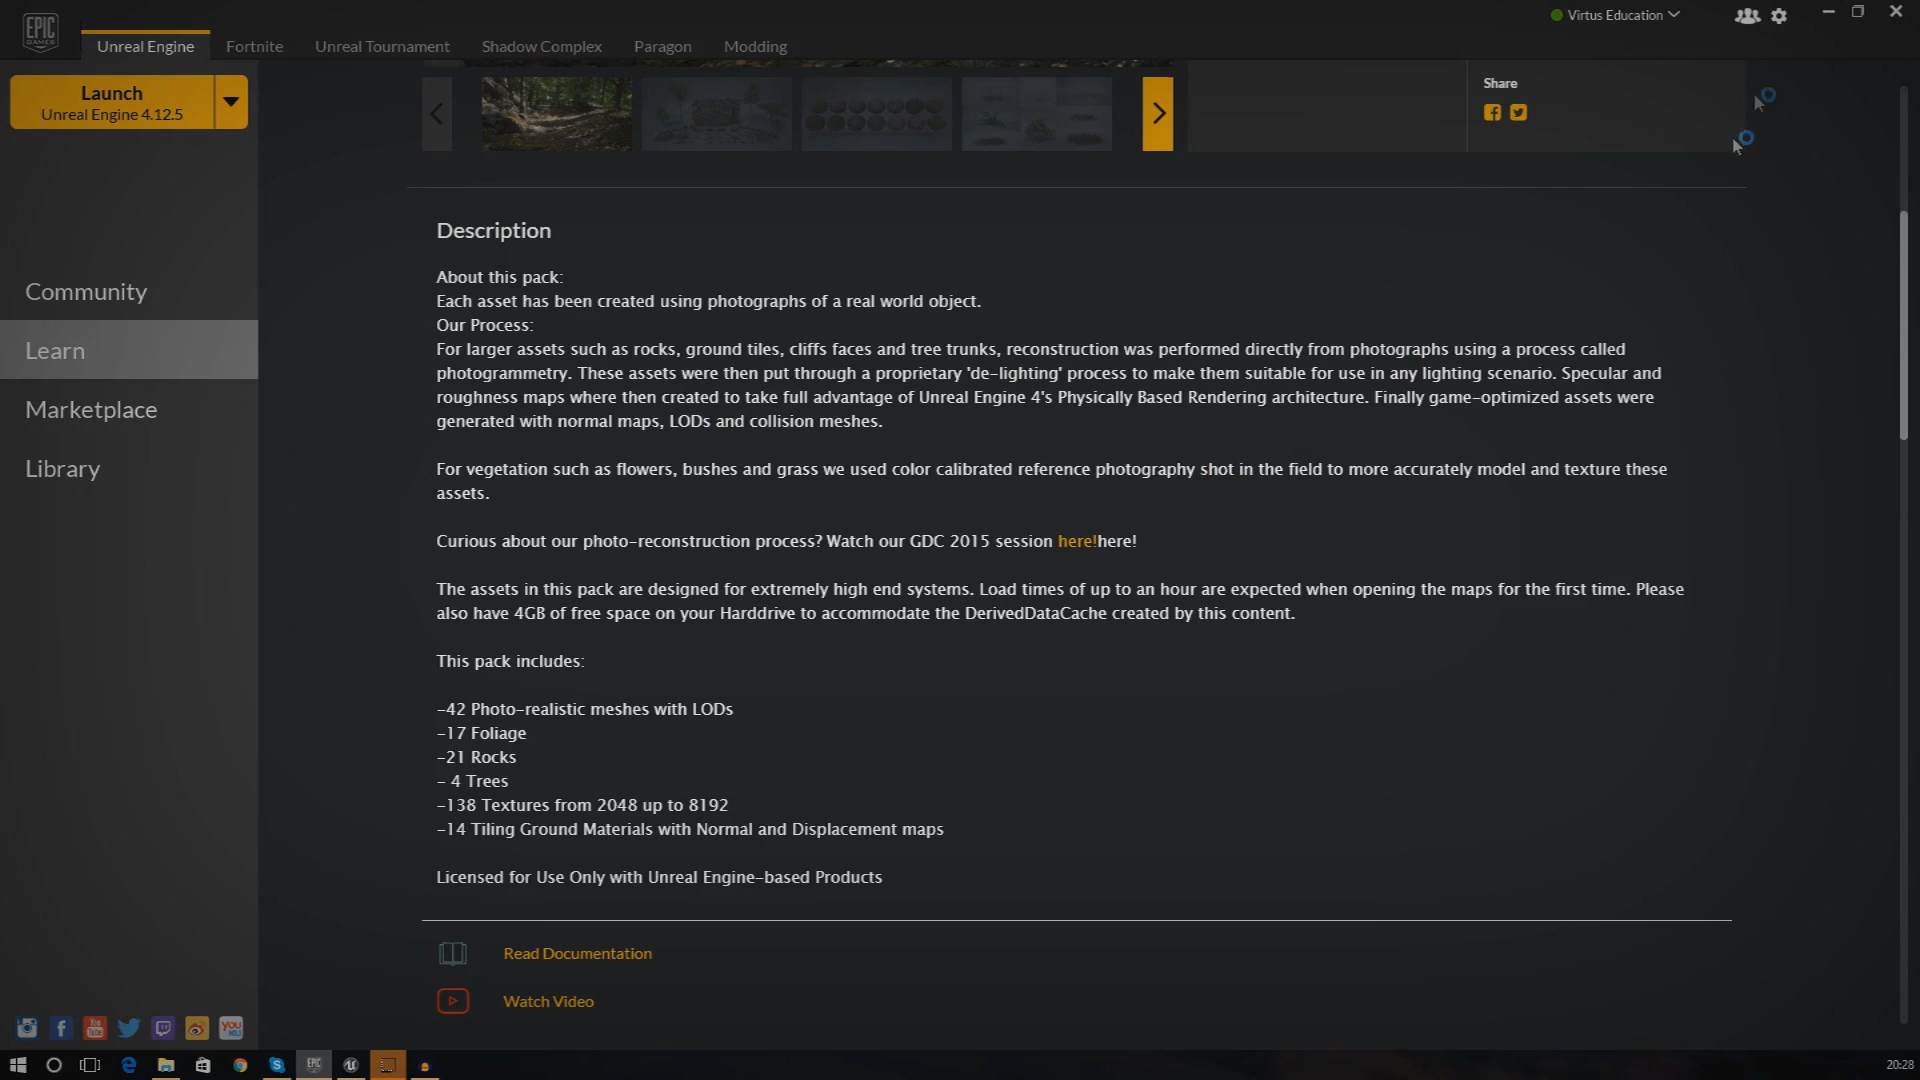 EPIC GAMES
Unreal Engine
Fortnite
Unreal Tournament
Shadow Complex
Paragon
Modding
Virtus Education
Launch
Unreal Engine 4.12.5
Share
Community
Learn
Marketplace
Library
Description
About this pack:
Each asset has been created using photographs of a real world object.
Our Process:
For larger assets such as rocks, ground tiles, cliffs faces and tree trunks, reconstruction was performed directly from photographs using a process called
photogrammetry. These assets were then put through a proprietary 'de-lighting' process to make them suitable for use in any lighting scenario. Specular and
roughness maps where then created to take full advantage of Unreal Engine 4's Physically Based Rendering architecture. Finally game-optimized assets were
generated with normal maps, LODs and collision meshes.
For vegetation such as flowers, bushes and grass we used color calibrated reference photography shot in the field to more accurately model and texture these
assets.
Curious about our photo-reconstruction process? Watch our GDC 2015 session here!here!
The assets in this pack are designed for extremely high end systems. Load times of up to an hour are expected when opening the maps for the first time. Please
also have 4GB of free space on your Harddrive to accommodate the DerivedDataCache created by this content.
This pack includes:
-42 Photo-realistic meshes with LODs
-17 Foliage
-21 Rocks
- 4 Trees
-138 Textures from 2048 up to 8192
-14 Tiling Ground Materials with Normal and Displacement maps
Licensed for Use Only with Unreal Engine-based Products
Read Documentation
Watch Video
You Tube
EPIC
20:28